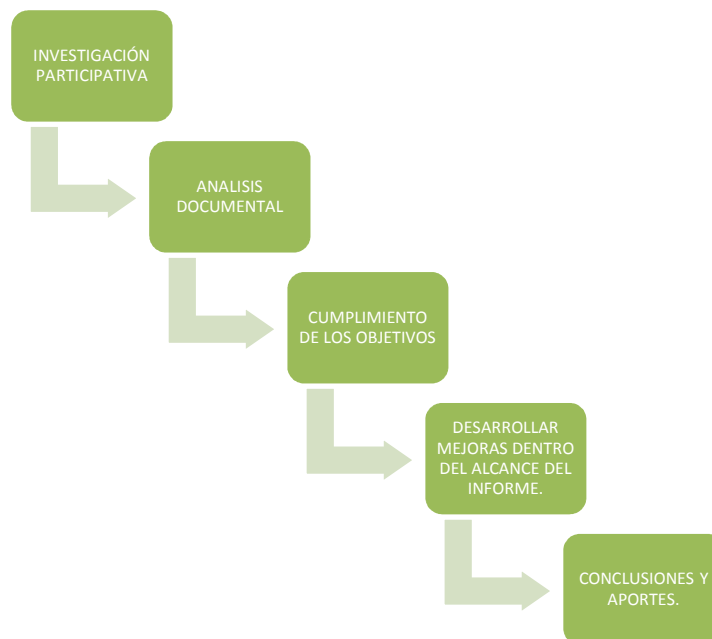 INVESTIGACIÓN
PARTICIPATIVA
ANALISIS
DOCUMENTAL
CUMPLIMIENTO
DE LOS OBJETIVOS
DESARROLLAR
MEJORAS DENTRO
DEL ALCANCE DEL
INFORME.
CONCLUSIONES Y
APORTES.